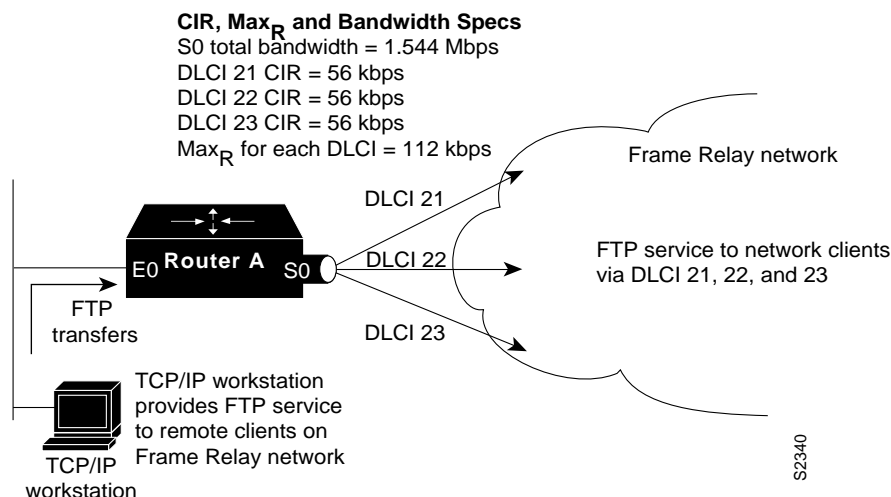 CIR, MaxR and Bandwidth Specs
S0 total bandwidth = 1.544 Mbps
DLCI 21 CIR = 56 kbps
DLCI 22 CIR = 56 kbps
DLCI 23 CIR = 56 kbps
MaxR for each DLCI = 112 kbps
Frame Relay network
DLCI 21
E0
Router A
S0
DLCI 22
FTP service to network clients
via DLCI 21, 22, and 23
FTP
transfers
DLCI 23
TCP/IP workstation
provides FTP service
to remote clients on
Frame Relay network
TCP/IP
workstation
S2340